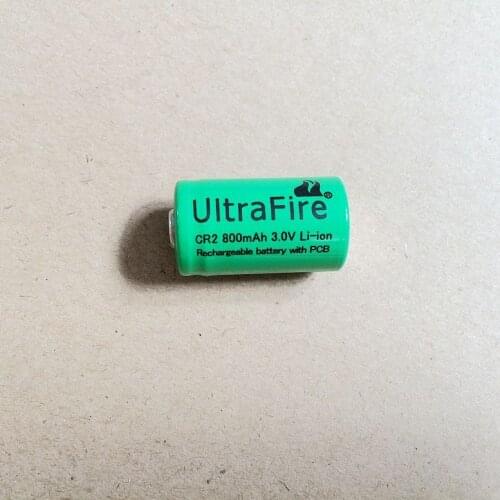 UltraFire®
CR2 800mAh 3.0V Li-ion
Rechargeable battery with PCB